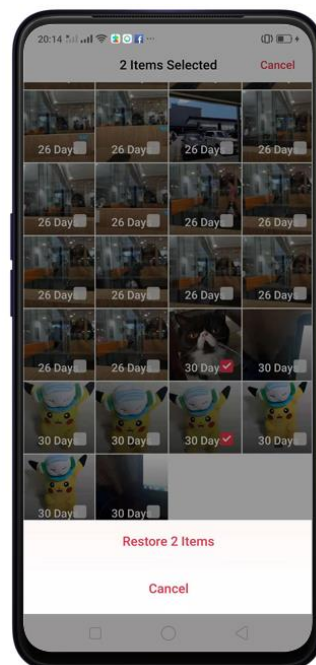 20:14
2 Items Selected Cancel
26 Days 26 Days 26 Days 26 Days
26 Days 26 Days 26 Days 26 Days
26 Days 26 Days 26 Days 26 Days
26 Days 26 Days 30 Day 30 Days
30 Days 30 Days 30 Day 30 Days
30 Days 30 Days
Restore 2 Items
Cancel